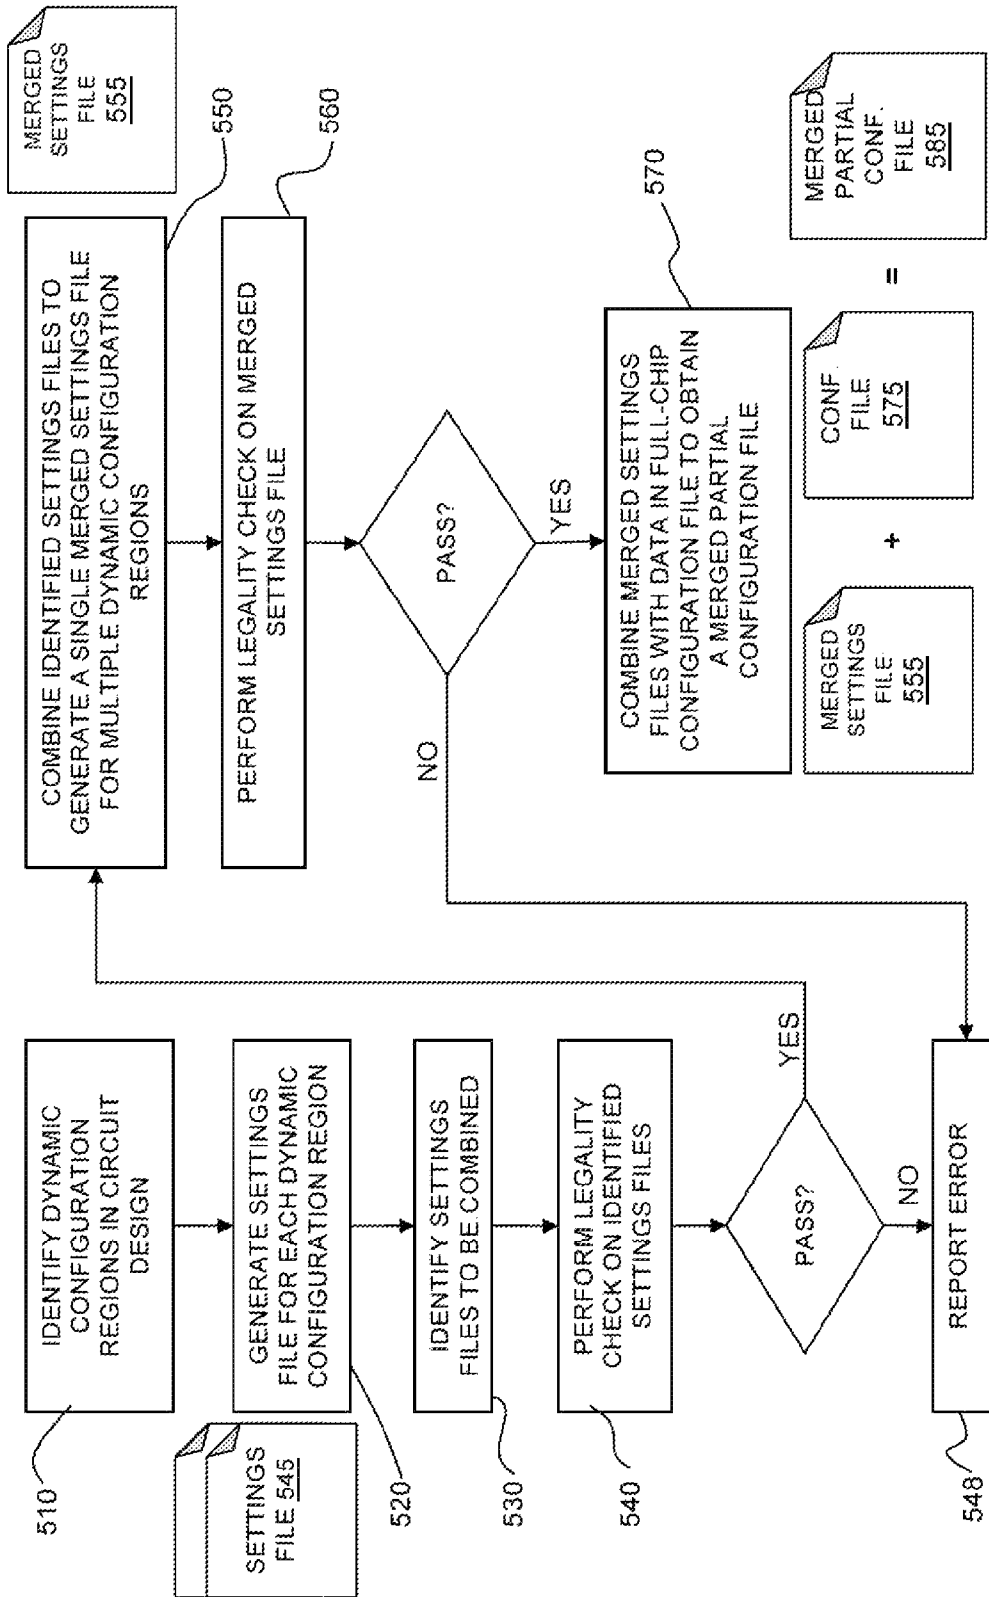 510
IDENTIFY DYNAMIC
CONFIGURATION
REGIONS IN CIRCUIT
DESIGN
SETTINGS
FILE 545
520
GENERATE SETTINGS
FILE FOR EACH DYNAMIC
CONFIGURATION REGION
530
IDENTIFY SETTINGS
FILES TO BE COMBINED
540
PERFORM LEGALITY
CHECK ON IDENTIFIED
SETTINGS FILES
PASS?
YES
NO
548
REPORT ERROR
COMBINE IDENTIFIED SETTINGS FILES TO
GENERATE A SINGLE MERGED SETTINGS FILE
FOR MULTIPLE DYNAMIC CONFIGURATION
REGIONS
550
MERGED
SETTINGS
FILE
555
PERFORM LEGALITY CHECK ON MERGED
SETTINGS FILE
560
PASS?
NO
YES
COMBINE MERGED SETTINGS
FILES WITH DATA IN FULL-CHIP
CONFIGURATION FILE TO OBTAIN
A MERGED PARTIAL
CONFIGURATION FILE
570
MERGED
SETTINGS
FILE
555
+
CONF.
FILE
575
=
MERGED
PARTIAL
CONF.
FILE
585